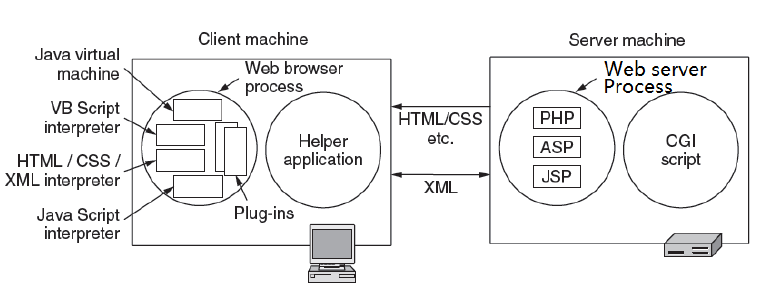 Client machine
Server machine
Java virtual
machine
Web browser
process
VB Script
interpreter
HTML / CSS /
XML interpreter
Java Script
interpreter
Plug-ins
Helper
application
HTML/CSS
etc.
XML
Web server
Process
PHP
ASP
JSP
CGI
script